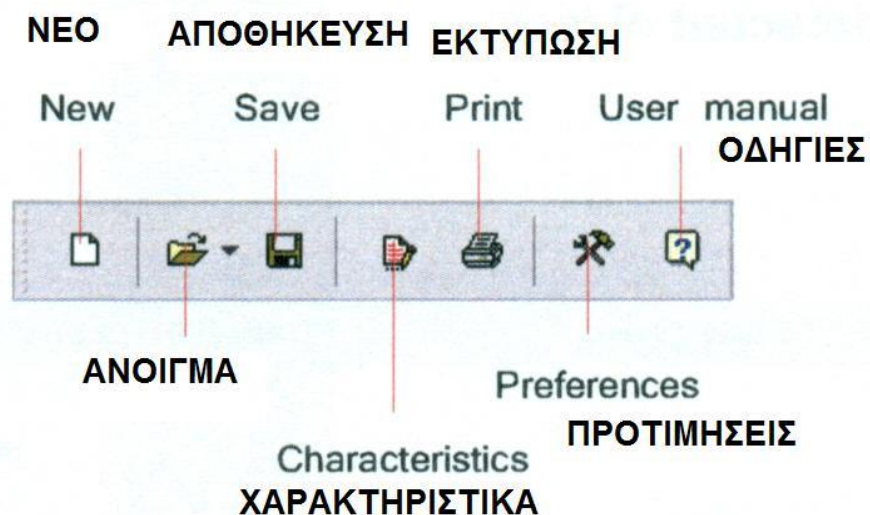 ΝΕΟ ΑΠΟΘΗΚΕΥΣΗ ΕΚΤΥΠΩΣΗ
New Save Print User manual
ΟΔΗΓΙΕΣ
?
ΑΝΟΙΓΜΑ
Preferences
ΠΡΟΤΙΜΗΣΕΙΣ
Characteristics
ΧΑΡΑΚΤΗΡΙΣΤΙΚΑ